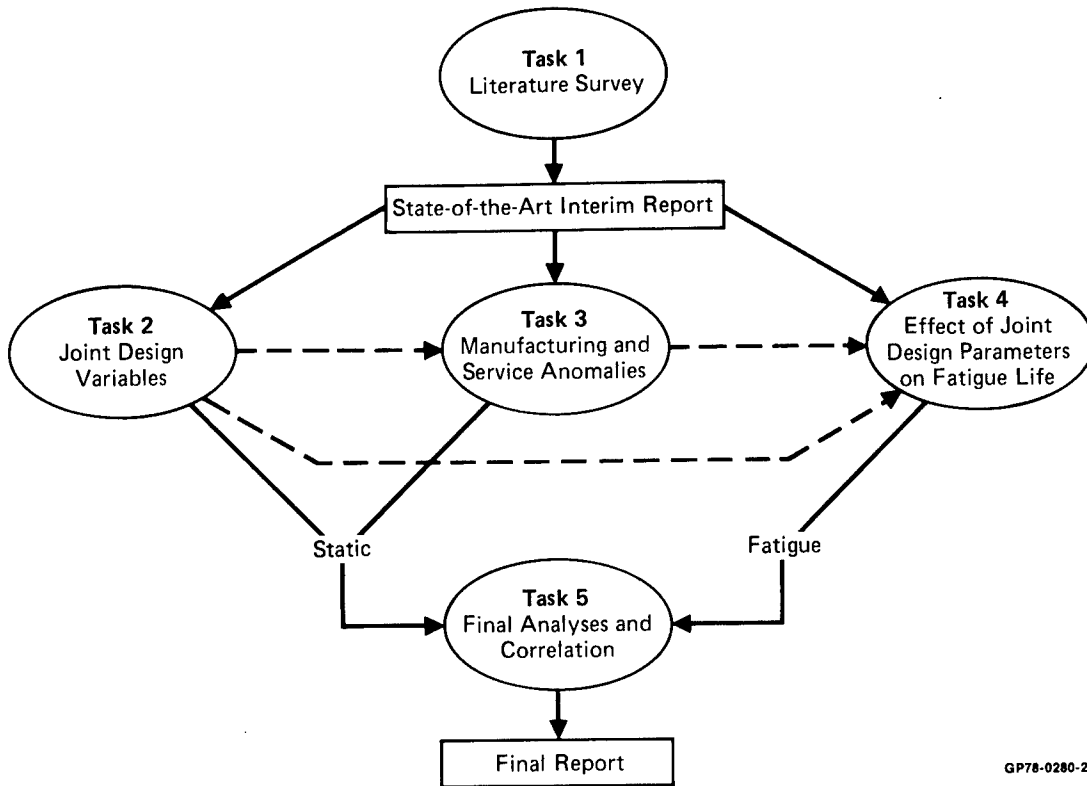 Task 1
Literature Survey
State-of-the-Art Interim Report
Task 2
Joint Design
Variables
Task 3
Manufacturing and
Service Anomalies
Task 4
Effect of Joint
Design Parameters
on Fatigue Life
Static
Fatigue
Task 5
Final Analyses and
Correlation
Final Report
GP78-0280-2